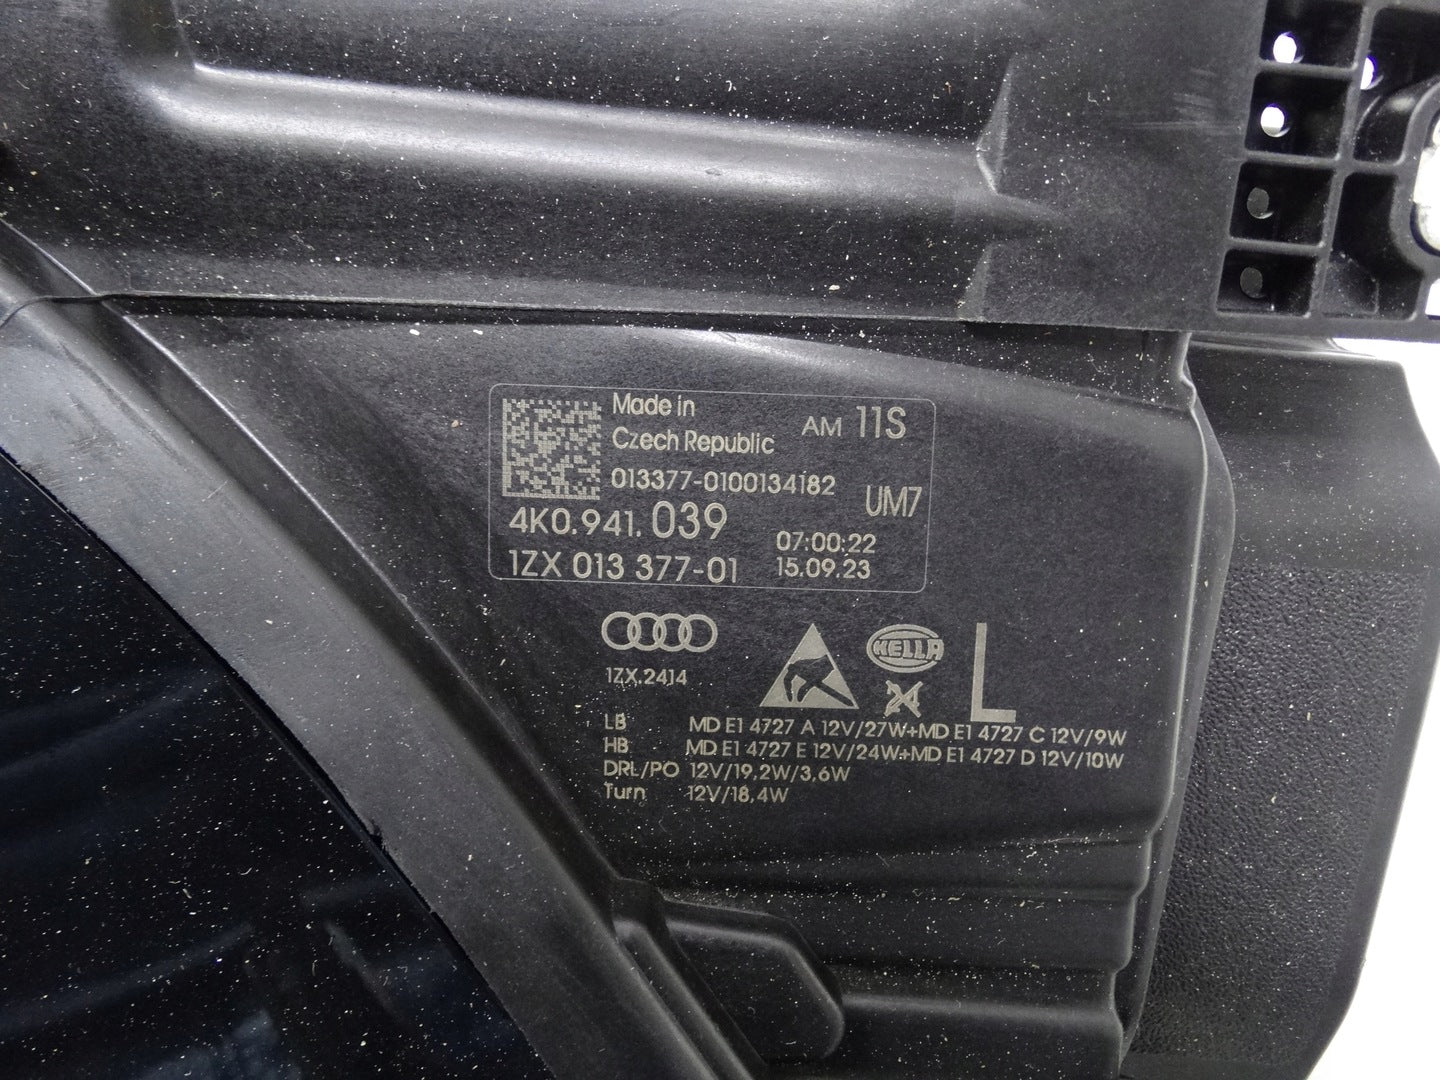 Made in
Czech Republic
AM 11S
013377-0100134182
UM7
4K0.941.039
07:00:22
1ZX 013 377-01
15.09.23
1ZX.2414
HELLA
L
LB MD E1 4727 A 12V/27W+MD E1 4727 C 12V/9W
HB MD E1 4727 E 12V/24W+MD E1 4727 D 12V/10W
DRL/PO 12V/19,2W/3,6W
Turn 12V/18,4W